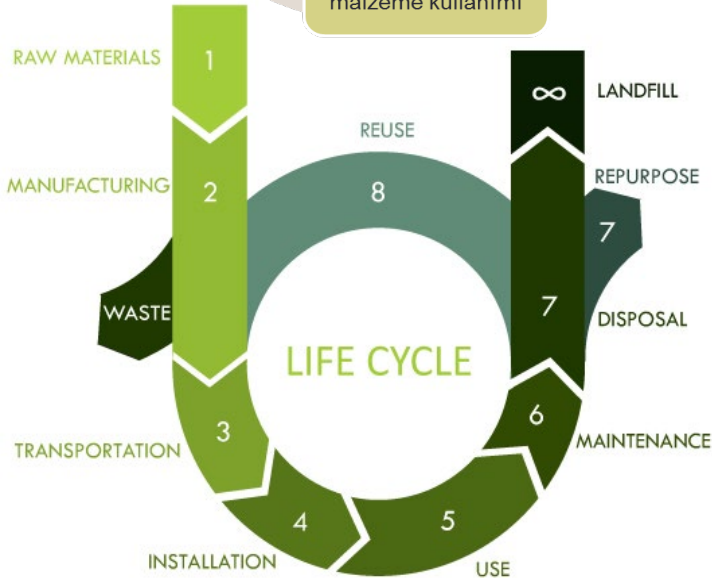 malzeme kullanımı
RAW MATERIALS
1
MANUFACTURING
2
WASTE
TRANSPORTATION
3
INSTALLATION
4
5
USE
6
MAINTENANCE
7
DISPOSAL
7
REPURPOSE
8
REUSE
∞
LANDFILL
LIFE CYCLE